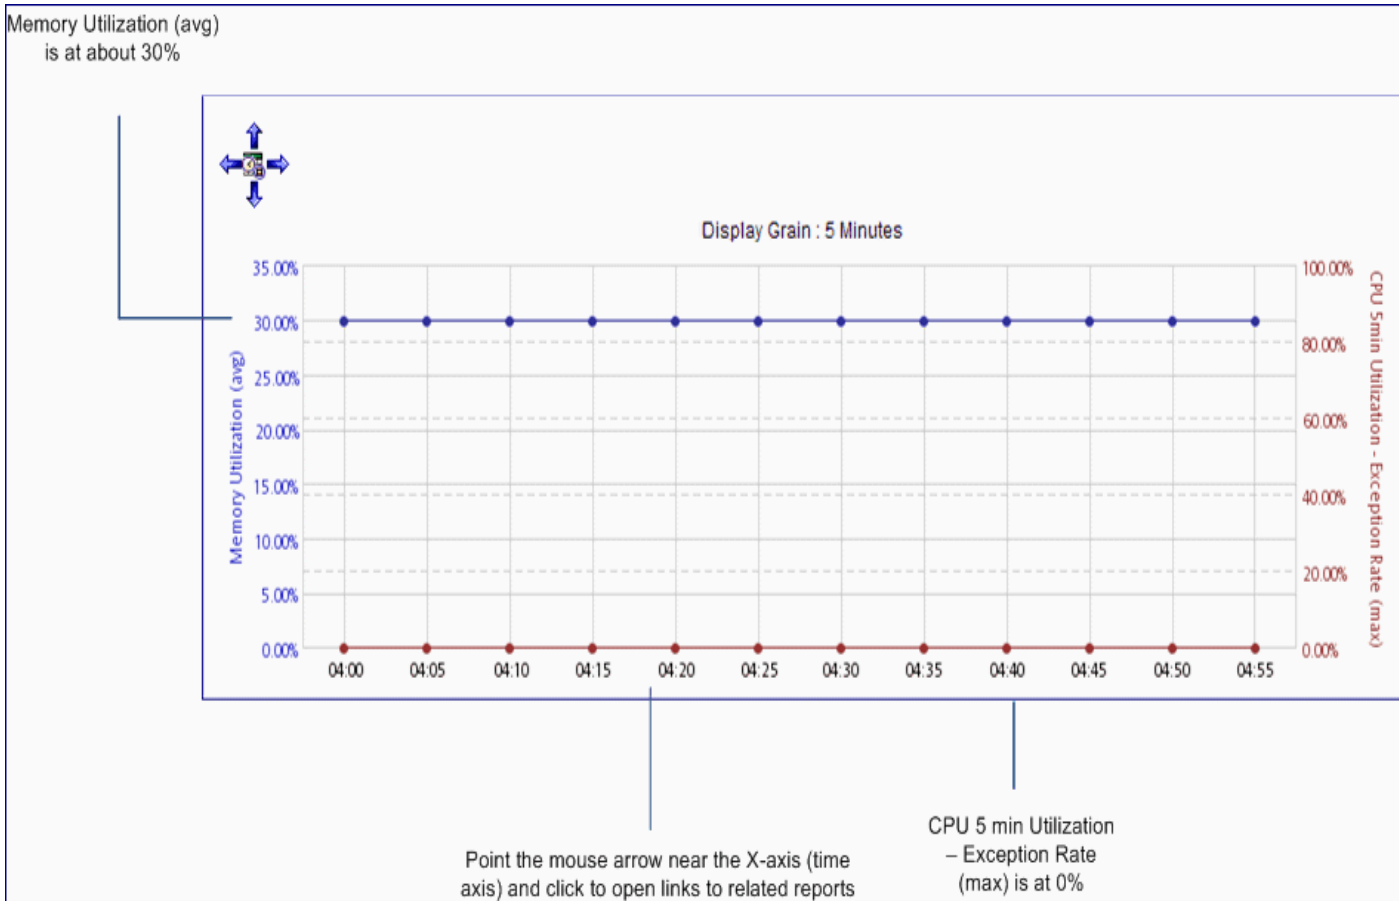 Memory Utilization (avg)
is at about 30%
Display Grain : 5 Minutes
35.00%
30.00%
25.00%
20.00%
15.00%
10.00%
5.00%
0.00%
Memory Utilization (avg)
100.00%
80.00%
60.00%
40.00%
20.00%
0.00%
CPU 5min Utilization - Exception Rate (max)
04:00 04:05 04:10 04:15 04:20 04:25 04:30 04:35 04:40 04:45 04:50 04:55
Point the mouse arrow near the X-axis (time
axis) and click to open links to related reports
CPU 5 min Utilization
– Exception Rate
(max) is at 0%